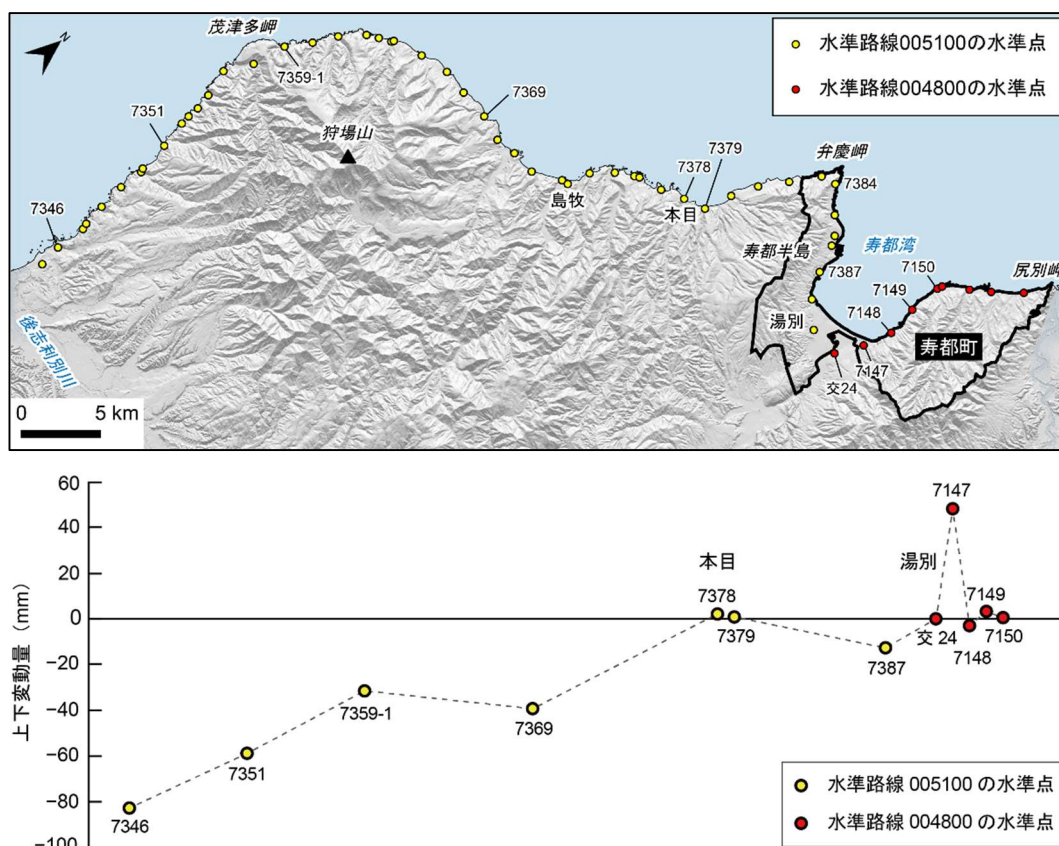 茂津多岬
N
水準路線005100の水準点
水準路線004800の水準点
7359-1
7369
7351
狩場山
7379
弁慶岬
7378
7384
7346
島牧
本目
寿都半島
寿都湾
7387
7150
7149
7148
尻別岬
湯別
寿都町
7147
交24
後志利別川
0 5 km
上下変動量（mm）
60
40
20
0
−20
−40
−60
−80
−100
7346
7351
7359-1
7369
本目
7378
7379
7387
湯別
交 24
7147
7148
7149
7150
水準路線 005100 の水準点
水準路線 004800 の水準点